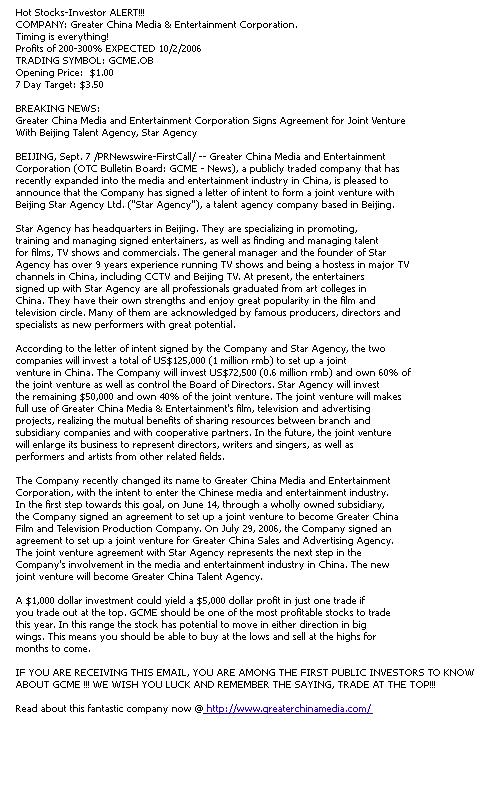 Hot Stocks-Investor ALERT!!!
COMPANY: Greater China Media & Entertainment Corporation.
Timing is everything!
Profits of 200-300% EXPECTED 10/2/2006
TRADING SYMBOL: GCME.OB
Opening Price:  $1.00
7 Day Target: $3.50
BREAKING NEWS:
Greater China Media and Entertainment Corporation Signs Agreement for Joint Venture
With Beijing Talent Agency, Star Agency
BEIJING, Sept. 7 /PRNewswire-FirstCall/ -- Greater China Media and Entertainment
Corporation (OTC Bulletin Board: GCME - News), a publicly traded company that has
recently expanded into the media and entertainment industry in China, is pleased to
announce that the Company has signed a letter of intent to form a joint venture with
Beijing Star Agency Ltd. ("Star Agency"), a talent agency company based in Beijing.
Star Agency has headquarters in Beijing. They are specializing in promoting,
training and managing signed entertainers, as well as finding and managing talent
for films, TV shows and commercials. The general manager and the founder of Star
Agency has over 9 years experience running TV shows and being a hostess in major TV
channels in China, including CCTV and Beijing TV. At present, the entertainers
signed up with Star Agency are all professionals graduated from art colleges in
China. They have their own strengths and enjoy great popularity in the film and
television circle. Many of them are acknowledged by famous producers, directors and
specialists as new performers with great potential.
According to the letter of intent signed by the Company and Star Agency, the two
companies will invest a total of US$125,000 (1 million rmb) to set up a joint
venture in China. The Company will invest US$72,500 (0.6 million rmb) and own 60% of
the joint venture as well as control the Board of Directors. Star Agency will invest
the remaining $50,000 and own 40% of the joint venture. The joint venture will makes
full use of Greater China Media & Entertainment's film, television and advertising
projects, realizing the mutual benefits of sharing resources between branch and
subsidiary companies and with cooperative partners. In the future, the joint venture
will enlarge its business to represent directors, writers and singers, as well as
performers and artists from other related fields.
The Company recently changed its name to Greater China Media and Entertainment
Corporation, with the intent to enter the Chinese media and entertainment industry.
In the first step towards this goal, on June 14, through a wholly owned subsidiary,
the Company signed an agreement to set up a joint venture to become Greater China
Film and Television Production Company. On July 29, 2006, the Company signed an
agreement to set up a joint venture for Greater China Sales and Advertising Agency.
The joint venture agreement with Star Agency represents the next step in the
Company's involvement in the media and entertainment industry in China. The new
joint venture will become Greater China Talent Agency.
A $1,000 dollar investment could yield a $5,000 dollar profit in just one trade if
you trade out at the top. GCME should be one of the most profitable stocks to trade
this year. In this range the stock has potential to move in either direction in big
wings. This means you should be able to buy at the lows and sell at the highs for
months to come.
IF YOU ARE RECEIVING THIS EMAIL, YOU ARE AMONG THE FIRST PUBLIC INVESTORS TO KNOW
ABOUT GCME !!! WE WISH YOU LUCK AND REMEMBER THE SAYING, TRADE AT THE TOP!!!
Read about this fantastic company now @ http://www.greaterchinamedia.com/